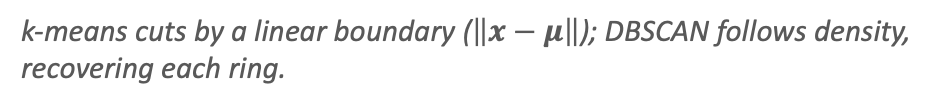 k-means cuts by a linear boundary (‖x − μ‖); DBSCAN follows density,
recovering each ring.